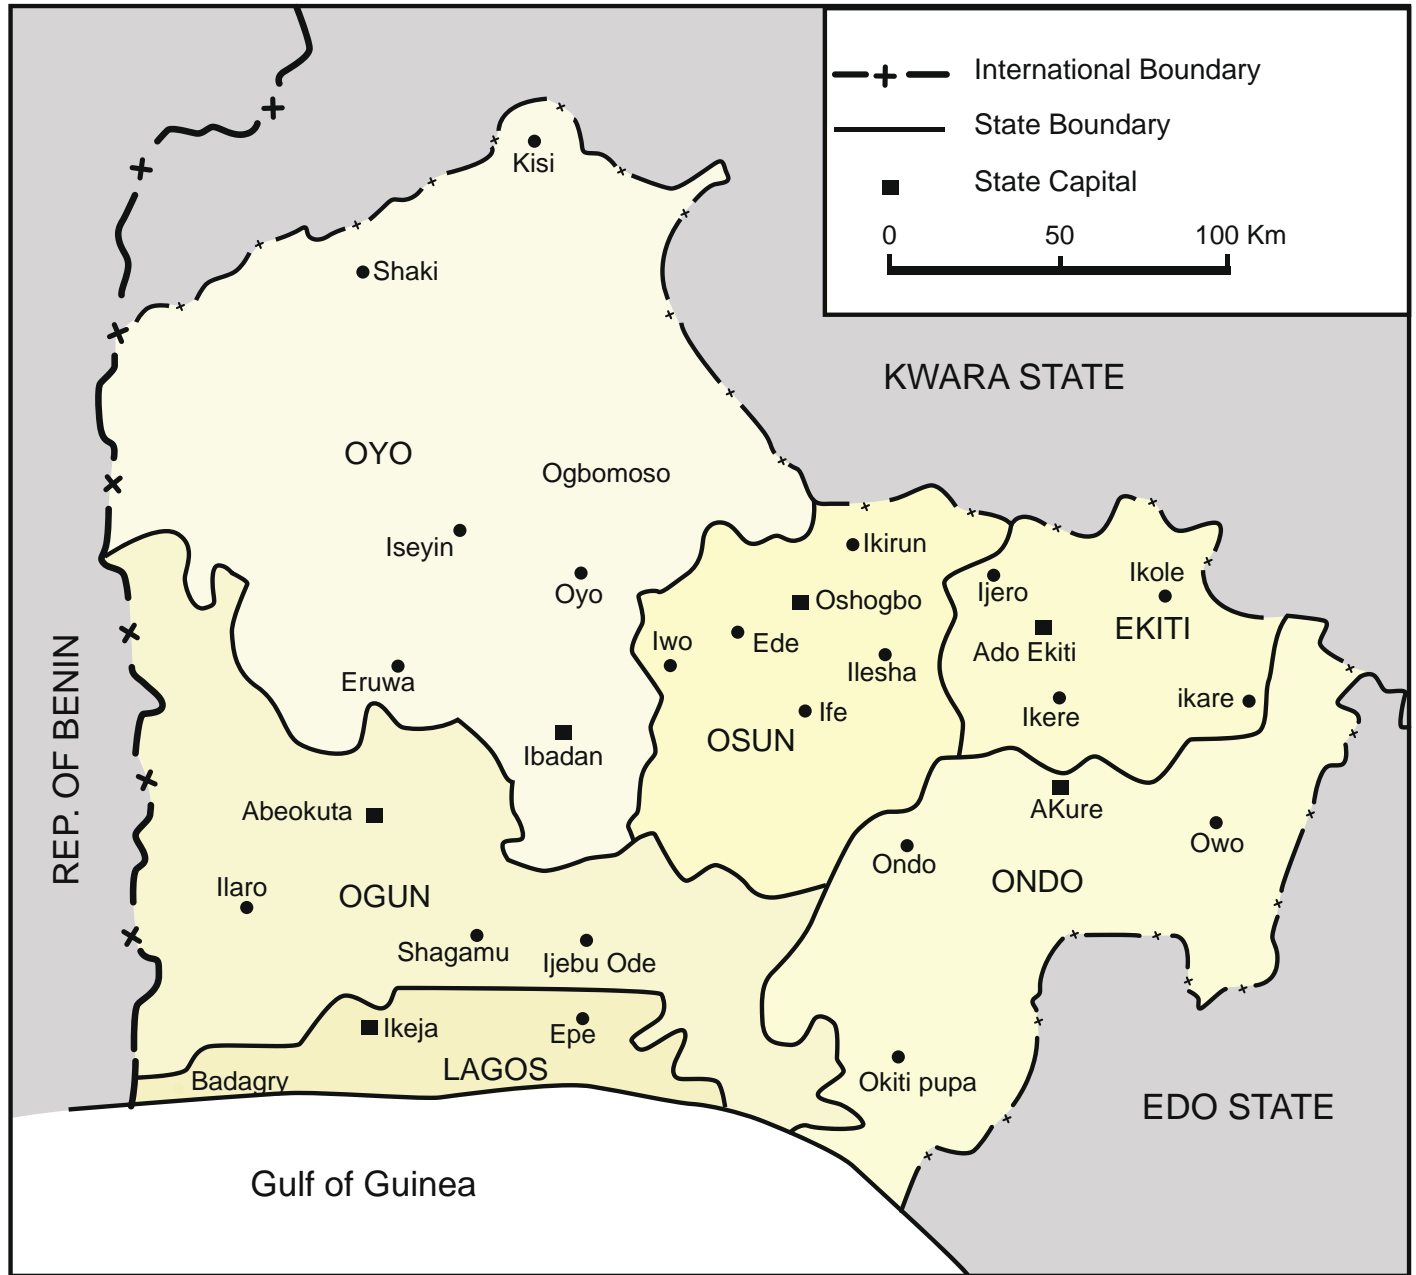 International Boundary
State Boundary
State Capital
0 50 100 Km
Kisi
Shaki
KWARA STATE
OYO
Ogbomoso
Iseyin
Oyo
Eruwa
Ibadan
Ikirun
Oshogbo
Iwo
Ede
Ilesha
Ife
OSUN
Ijero
Ikole
EKITI
Ado Ekiti
Ikere
ikare
REP. OF BENIN
Abeokuta
Ilaro
OGUN
Shagamu
Ijebu Ode
AKure
Owo
Ondo
ONDO
Okiti pupa
Ikeja
Epe
LAGOS
Badagry
EDO STATE
Gulf of Guinea